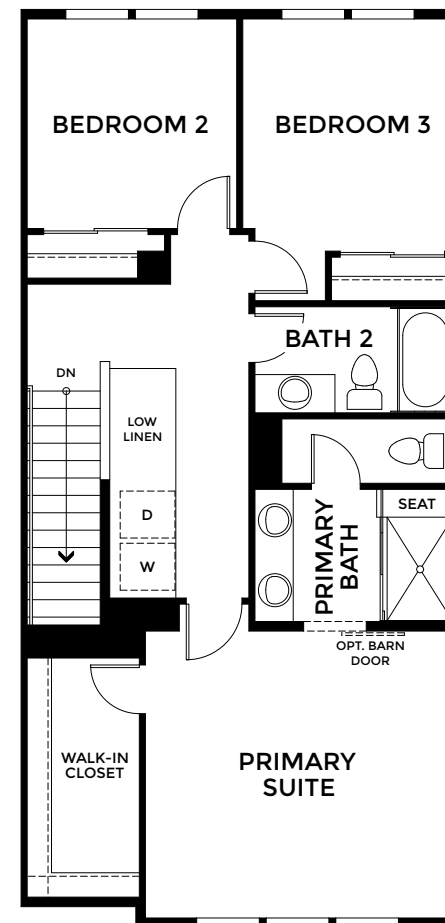 BEDROOM 2
BEDROOM 3
BATH 2
DN
LOW
LINEN
D
W
SEAT
PRIMARY
BATH
OPT. BARN
DOOR
WALK-IN
CLOSET
PRIMARY
SUITE